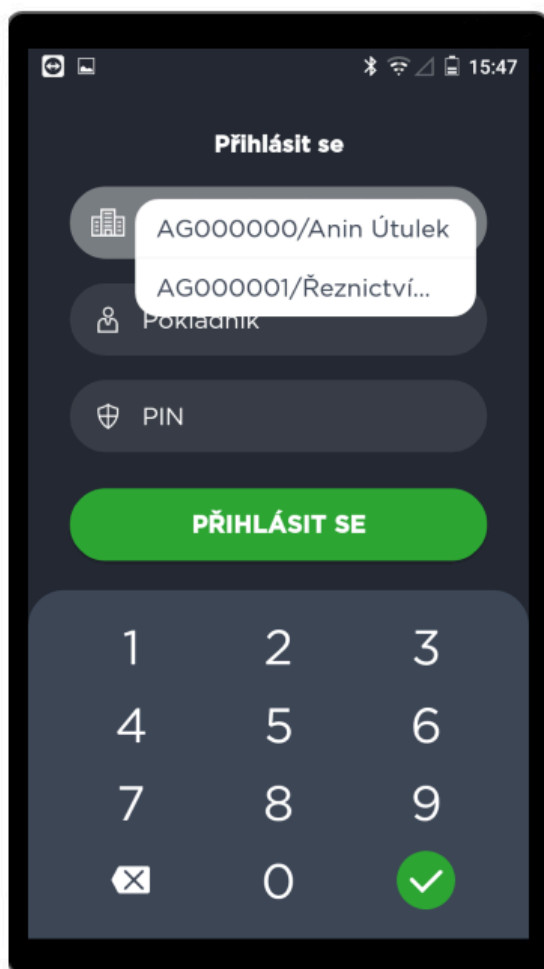 15:47
Přihlásit se
AG000000/Anin Útulek
AG000001/Řeznictví...
Pokladník
PIN
PŘIHLÁSIT SE
1 2 3
4 5 6
7 8 9
0